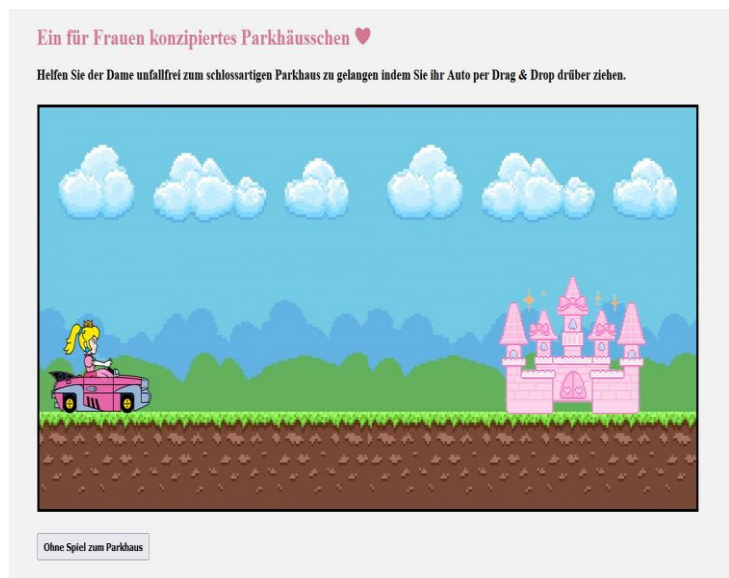 Ein für Frauen konzipiertes Parkhäusschen ♥
Helfen Sie der Dame unfallfrei zum schlossartigen Parkhaus zu gelangen indem Sie ihr Auto per Drag & Drop drüber ziehen.
Ohne Spiel zum Parkhaus